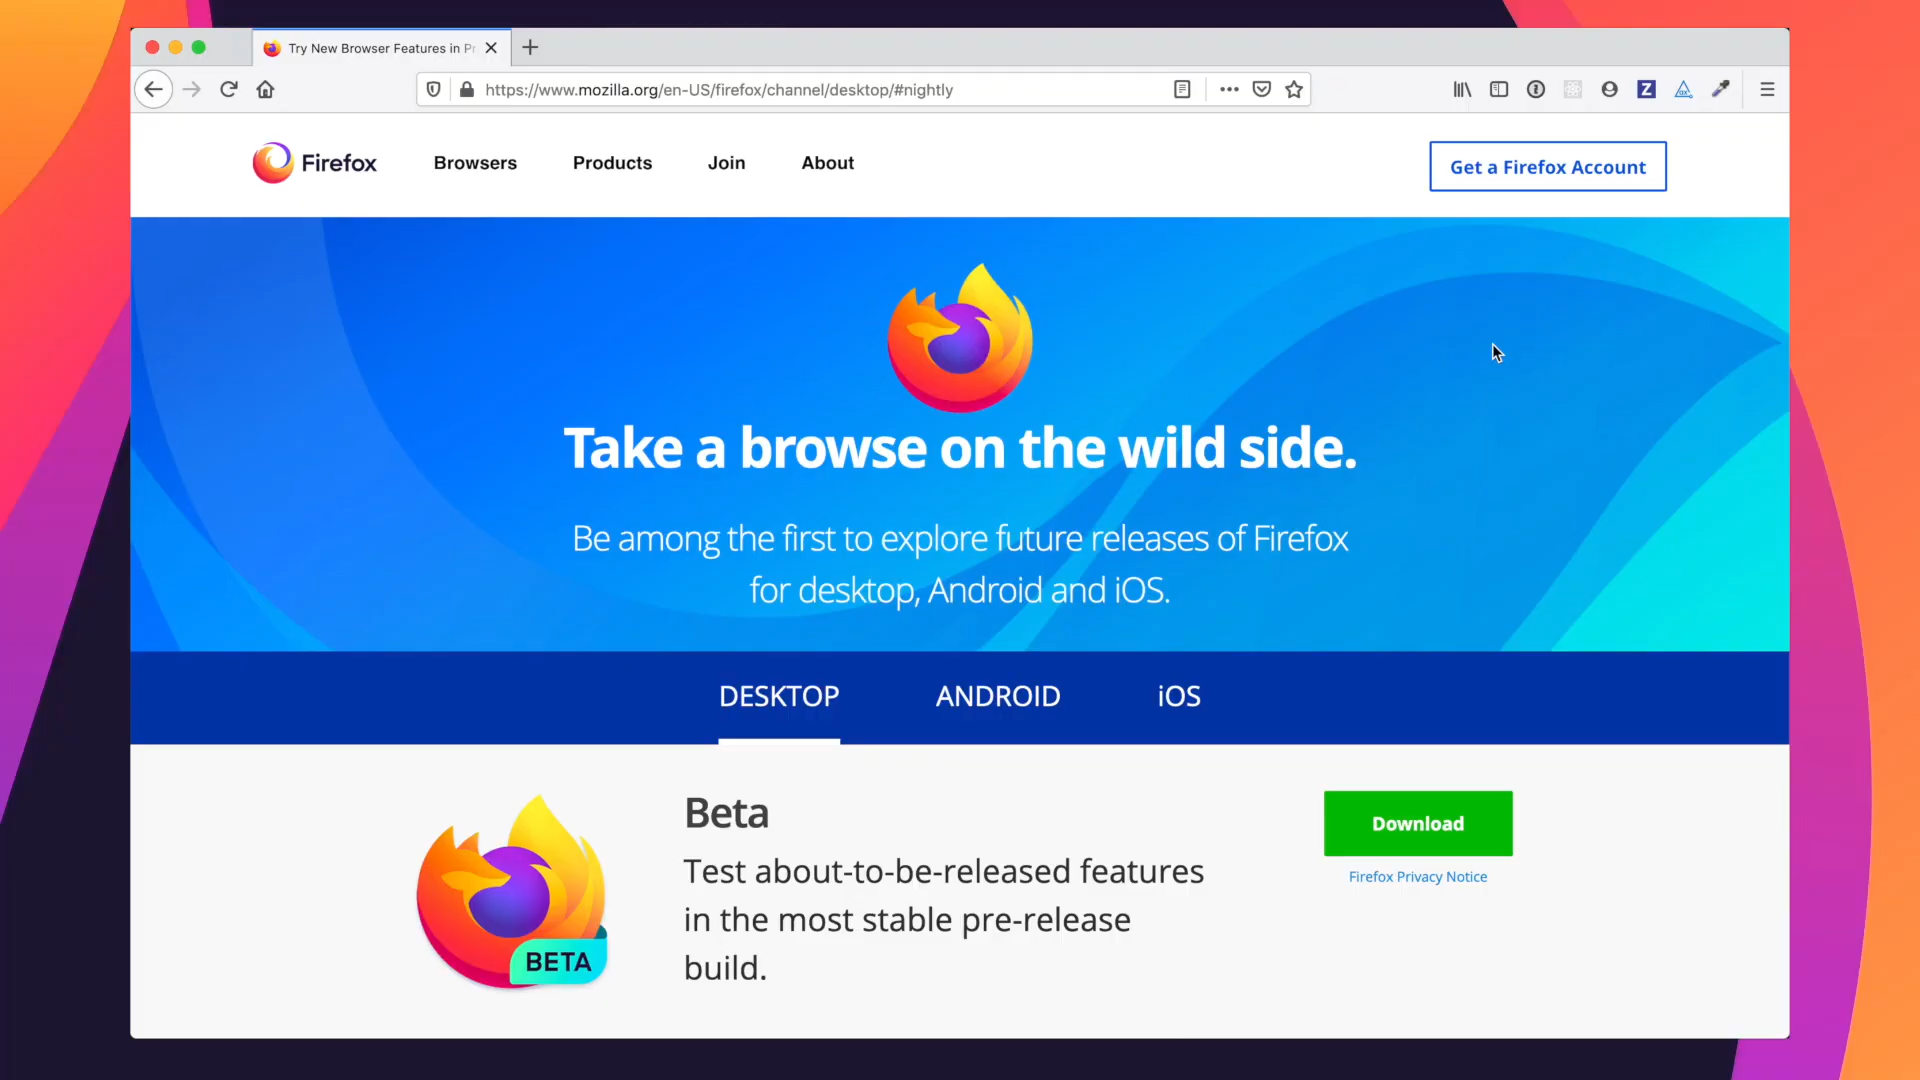 Try New Browser Features in Pr
https://www.mozilla.org/en-US/firefox/channel/desktop/#nightly
Z
Firefox
Browsers
Products
Join
About
Get a Firefox Account
Take a browse on the wild side.
Be among the first to explore future releases of Firefox
for desktop, Android and iOS.
DESKTOP
ANDROID
iOS
Beta
Test about-to-be-released features
in the most stable pre-release
build.
BETA
Download
Firefox Privacy Notice